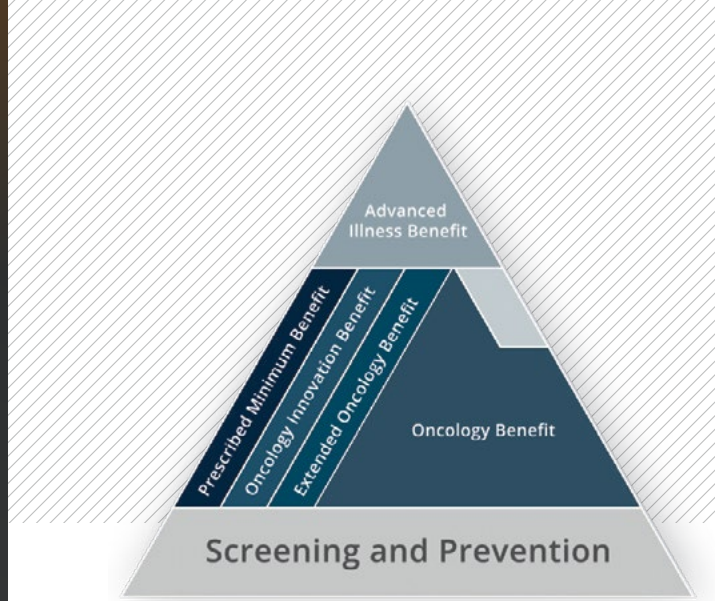 Advanced
Illness Benefit
Prescribed Minimum Benefit
Oncology Innovation Benefit
Extended Oncology Benefit
Oncology Benefit
Screening and Prevention